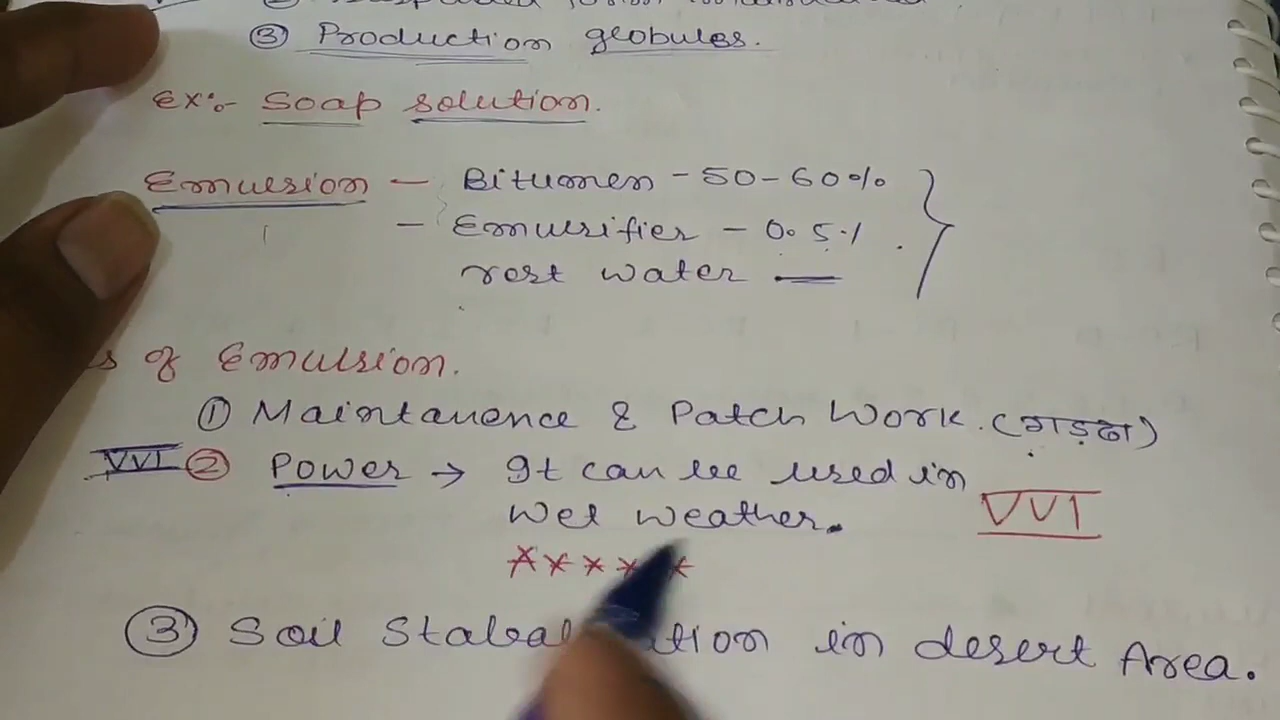 ③ Production globules.
Ex:- Soap solution.
Emulsion — Bitumen - 50-60%
— Emulsifier - 0.5%.
rest water —
s of Emulsion.
① Maintanence & Patch Work. (गड़ढा)
VVI ② Power → It can be used in
Wet weather.
VVI
*****
③ Soil in desert Area.